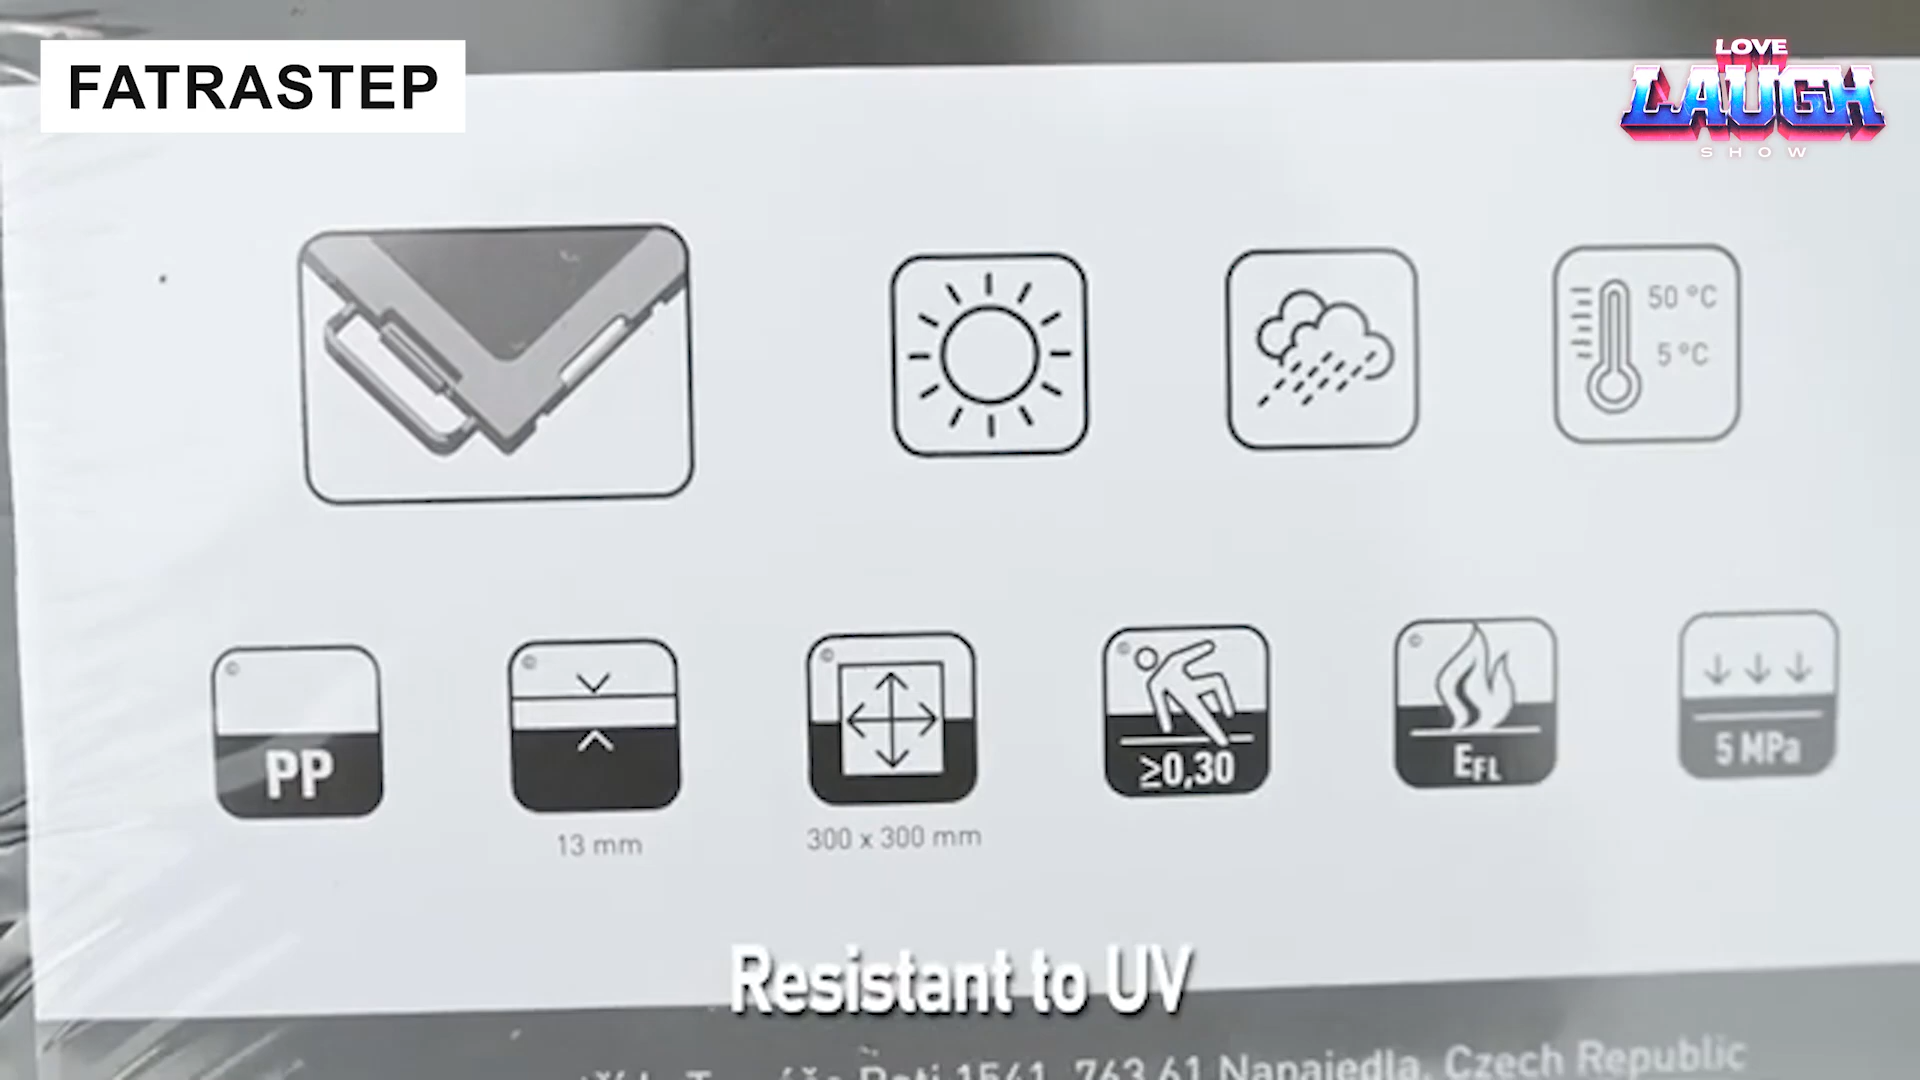 FATRASTEP
LOVE
LAUGH
SHOW
50 °C
5 °C
©
©
©
©
©
PP
≥0,30
EFL
5 MPa
13 mm
300 x 300 mm
Resistant to UV
1541, 763 61 Napajedla, Czech Republic